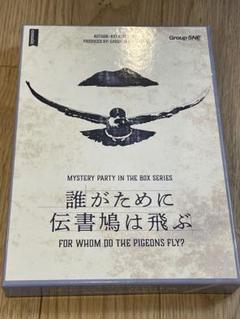 Group SNE
MYSTERY PARTY IN THE BOX SERIES
誰がために
伝書鳩は飛ぶ
FOR WHOM DO THE PIGEONS FLY?